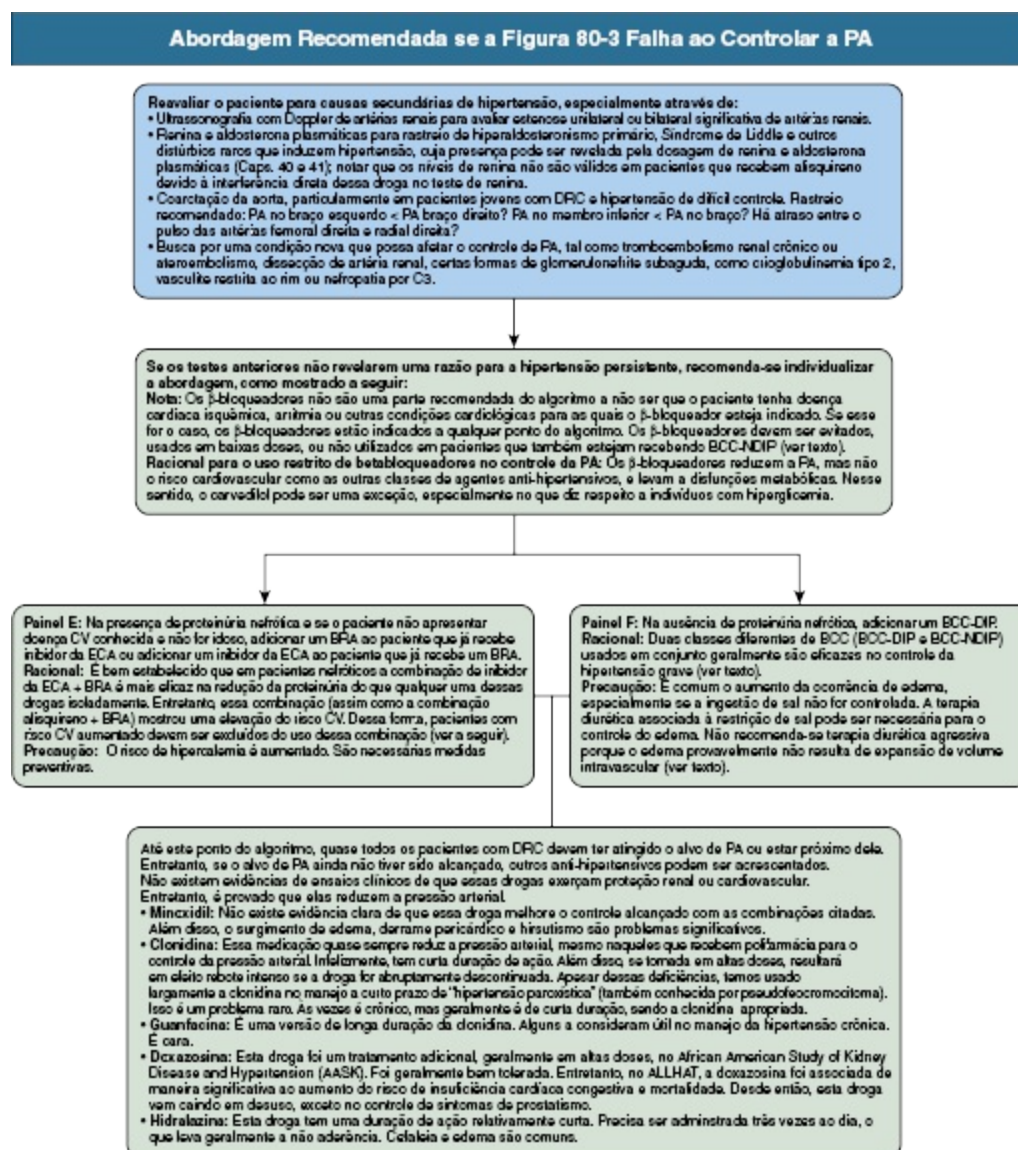 Abordagem Recomendada se a Figura 80-3 Falha ao Controlar a PA
Reavaliar o paciente para causas secundárias de hipertensão, especialmente através de:
• Ultrassonografia com Doppler de artérias renais para avaliar estenose unilateral ou bilateral significativa de artérias renais.
• Renina e aldosterona plasmáticas para rastreio de hiperaldosteronismo primário, Síndrome de Liddle e outros
distúrbios raros que induzem hipertensão, cuja presença pode ser revelada pela dosagem de renina e aldosterona
plasmáticas (Caps. 40 e 41); notar que os níveis de renina não são válidos em pacientes que recebem alisquireno
devido à interferência direta dessa droga no teste de renina.
• Coarctação da aorta, particularmente em pacientes jovens com DRC e hipertensão de difícil controle. Rastreio
recomendado: PA no braço esquerdo < PA braço direito? PA no membro inferior < PA no braço? Há atraso entre o
pulso das artérias femoral direita e radial direita?
• Busca por uma condição nova que possa afetar o controle de PA, tal como tromboembolismo renal crônico ou
ateroembolismo, dissecção de artéria renal, certas formas de glomerulonefrite subaguda, como crioglobulinemia tipo 2,
vasculite restrita ao rim ou nefropatia por C3.
Se os testes anteriores não revelarem uma razão para a hipertensão persistente, recomenda-se individualizar
a abordagem, como mostrado a seguir:
Nota: Os β-bloqueadores não são uma parte recomendada do algoritmo a não ser que o paciente tenha doença
cardíaca isquêmica, arritmia ou outras condições cardiológicas para as quais o β-bloqueador esteja indicado. Se esse
for o caso, os β-bloqueadores estão indicados a qualquer ponto do algoritmo. Os β-bloqueadores devem ser evitados,
usados em baixas doses, ou não utilizados em pacientes que também estejam recebendo BCC-NDIP (ver texto).
Racional para o uso restrito de betabloqueadores no controle da PA: Os β-bloqueadores reduzem a PA, mas não
o risco cardiovascular como as outras classes de agentes anti-hipertensivos, e levam a disfunções metabólicas. Nesse
sentido, o carvedilol pode ser uma exceção, especialmente no que diz respeito a indivíduos com hiperglicemia.
Painel E: Na presença de proteinúria nefrótica e se o paciente não apresentar
doença CV conhecida e não for idoso, adicionar um BRA ao paciente que já recebe
inibidor da ECA ou adicionar um inibidor da ECA ao paciente que já recebe um BRA.
Racional: É bem estabelecido que em pacientes nefróticos a combinação de inibidor
da ECA + BRA é mais eficaz na redução da proteinúria do que qualquer uma dessas
drogas isoladamente. Entretanto, essa combinação (assim como a combinação
alisquireno + BRA) mostrou uma elevação do risco CV. Dessa forma, pacientes com
risco CV aumentado devem ser excluídos do uso dessa combinação (ver a seguir).
Precaução: O risco de hipercalemia é aumentado. São necessárias medidas
preventivas.
Painel F: Na ausência de proteinúria nefrótica, adicionar um BCC-DIP.
Racional: Duas classes diferentes de BCC (BCC-DIP e BCC-NDIP)
usados em conjunto geralmente são eficazes no controle da
hipertensão grave (ver texto).
Precaução: É comum o aumento da ocorrência de edema,
especialmente se a ingestão de sal não for controlada. A terapia
diurética associada à restrição de sal pode ser necessária para o
controle do edema. Não recomenda-se terapia diurética agressiva
porque o edema provavelmente não resulta de expansão de volume
intravascular (ver texto).
Até este ponto do algoritmo, quase todos os pacientes com DRC devem ter atingido o alvo de PA ou estar próximo dele.
Entretanto, se o alvo de PA ainda não tiver sido alcançado, outros anti-hipertensivos podem ser acrescentados.
Não existem evidências de ensaios clínicos de que essas drogas exerçam proteção renal ou cardiovascular.
Entretanto, é provado que elas reduzem a pressão arterial.
• Minoxidil: Não existe evidência clara de que essa droga melhore o controle alcançado com as combinações citadas.
Além disso, o surgimento de edema, derrame pericárdico e hirsutismo são problemas significativos.
• Clonidina: Essa medicação quase sempre reduz a pressão arterial, mesmo naqueles que recebem polifarmácia para o
controle da pressão arterial. Infelizmente, tem curta duração de ação. Além disso, se tomada em altas doses, resultará
em efeito rebote intenso se a droga for abruptamente descontinuada. Apesar dessas deficiências, temos usado
largamente a clonidina no manejo a curto prazo de "hipertensão paroxística" (também conhecida por pseudofeocromocitoma).
Isso é um problema raro. Às vezes é crônico, mas geralmente é de curta duração, sendo a clonidina apropriada.
• Guanfacina: É uma versão de longa duração da clonidina. Alguns a consideram útil no manejo da hipertensão crônica.
É cara.
• Doxazosina: Esta droga foi um tratamento adicional, geralmente em altas doses, no African American Study of Kidney
Disease and Hypertension (AASK). Foi geralmente bem tolerada. Entretanto, no ALLHAT, a doxazosina foi associada de
maneira significativa ao aumento do risco de insuficiência cardíaca congestiva e mortalidade. Desde então, esta droga
vem caindo em desuso, exceto no controle de sintomas de prostatismo.
• Hidralazina: Esta droga tem uma duração de ação relativamente curta. Precisa ser adminstrada três vezes ao dia, o
que leva geralmente a não aderência. Cefaleia e edema são comuns.